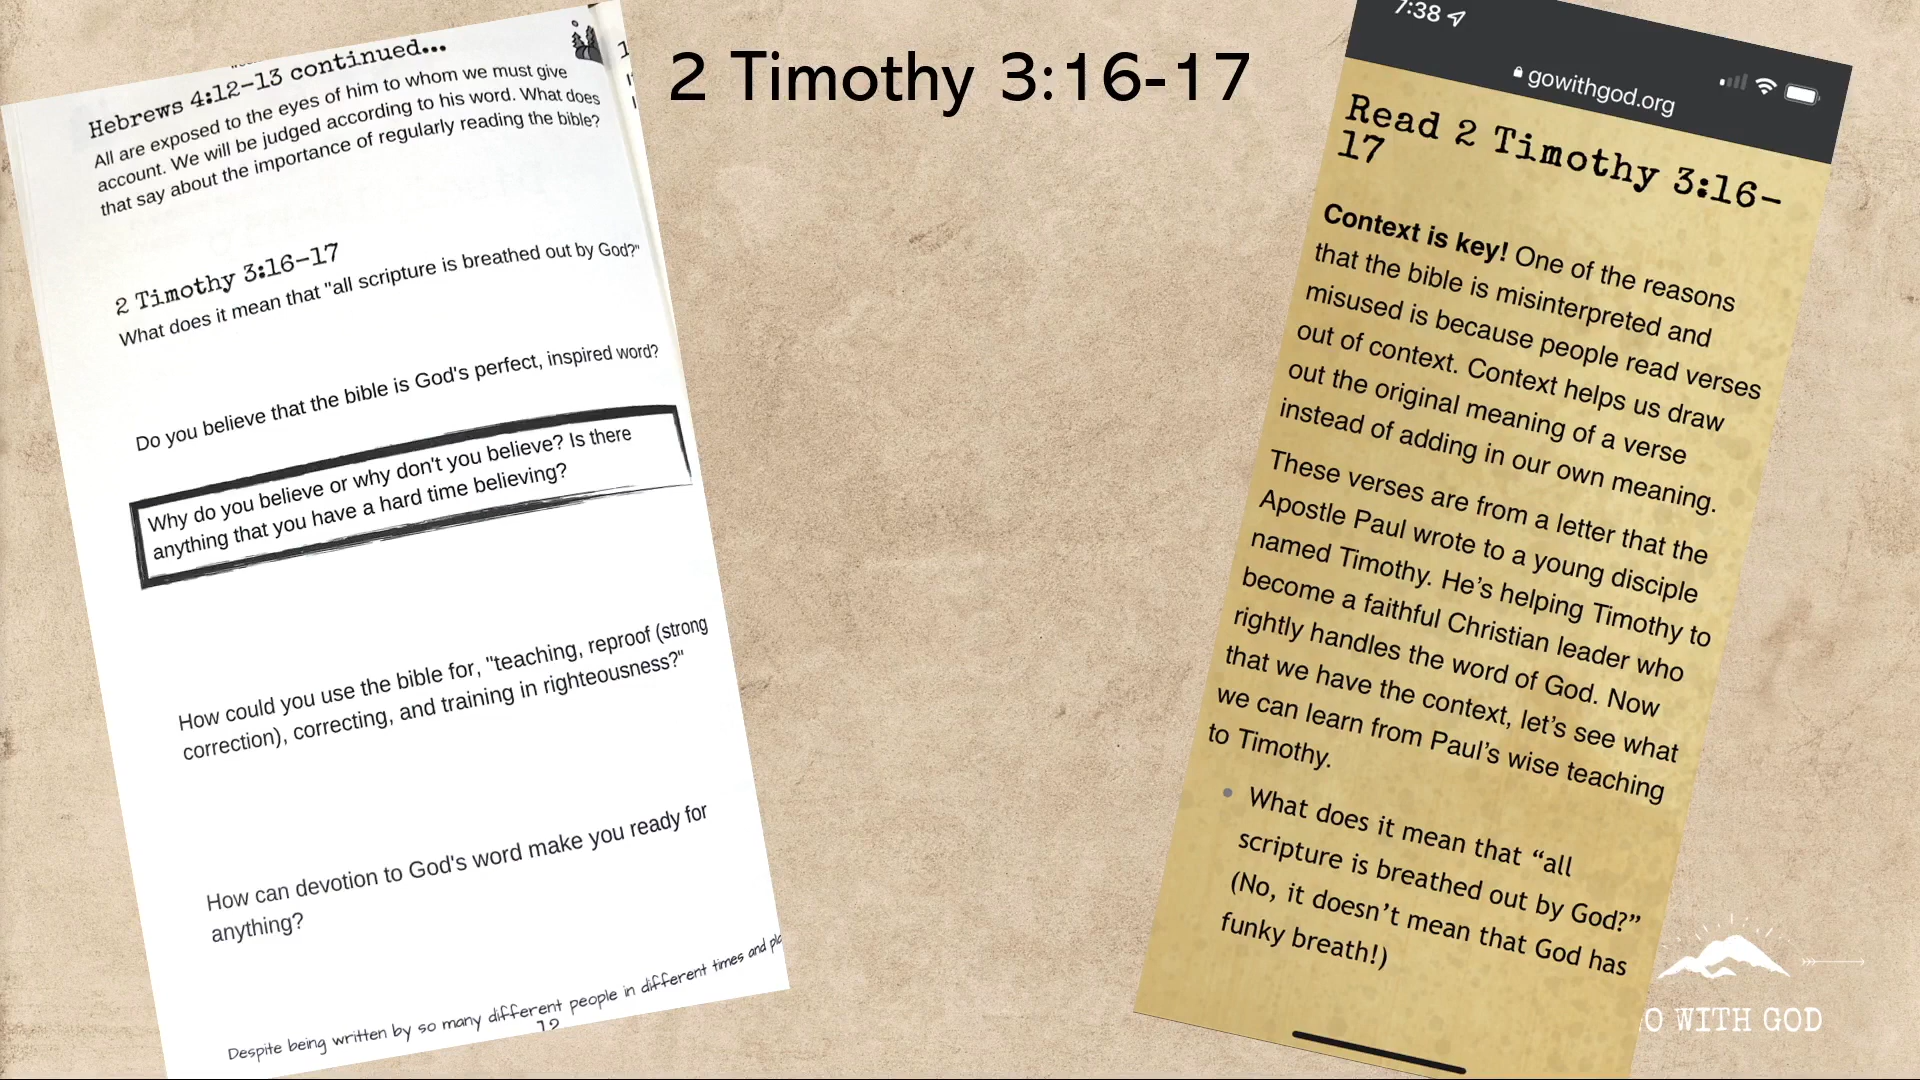 2 Timothy 3:16-17
Hebrews 4:12-13 continued...
All are exposed to the eyes of him to whom we must give
account. We will be judged according to his word. What does
that say about the importance of regularly reading the bible?
2 Timothy 3:16-17
What does it mean that "all scripture is breathed out by God?"
Do you believe that the bible is God's perfect, inspired word?
Why do you believe or why don't you believe? Is there
anything that you have a hard time believing?
How could you use the bible for, "teaching, reproof (strong
correction), correcting, and training in righteousness?"
How can devotion to God's word make you ready for
anything?
Despite being written by so many different people in different times and
12
7:38
gowithgod.org
Read 2 Timothy 3:16-
17
Context is key! One of the reasons
that the bible is misinterpreted and
misused is because people read verses
out of context. Context helps us draw
out the original meaning of a verse
instead of adding in our own meaning.
These verses are from a letter that the
Apostle Paul wrote to a young disciple
named Timothy. He’s helping Timothy to
become a faithful Christian leader who
rightly handles the word of God. Now
that we have the context, let’s see what
we can learn from Paul’s wise teaching
to Timothy.
• What does it mean that “all
scripture is breathed out by God?”
(No, it doesn’t mean that God has
funky breath!)
O WITH GOD